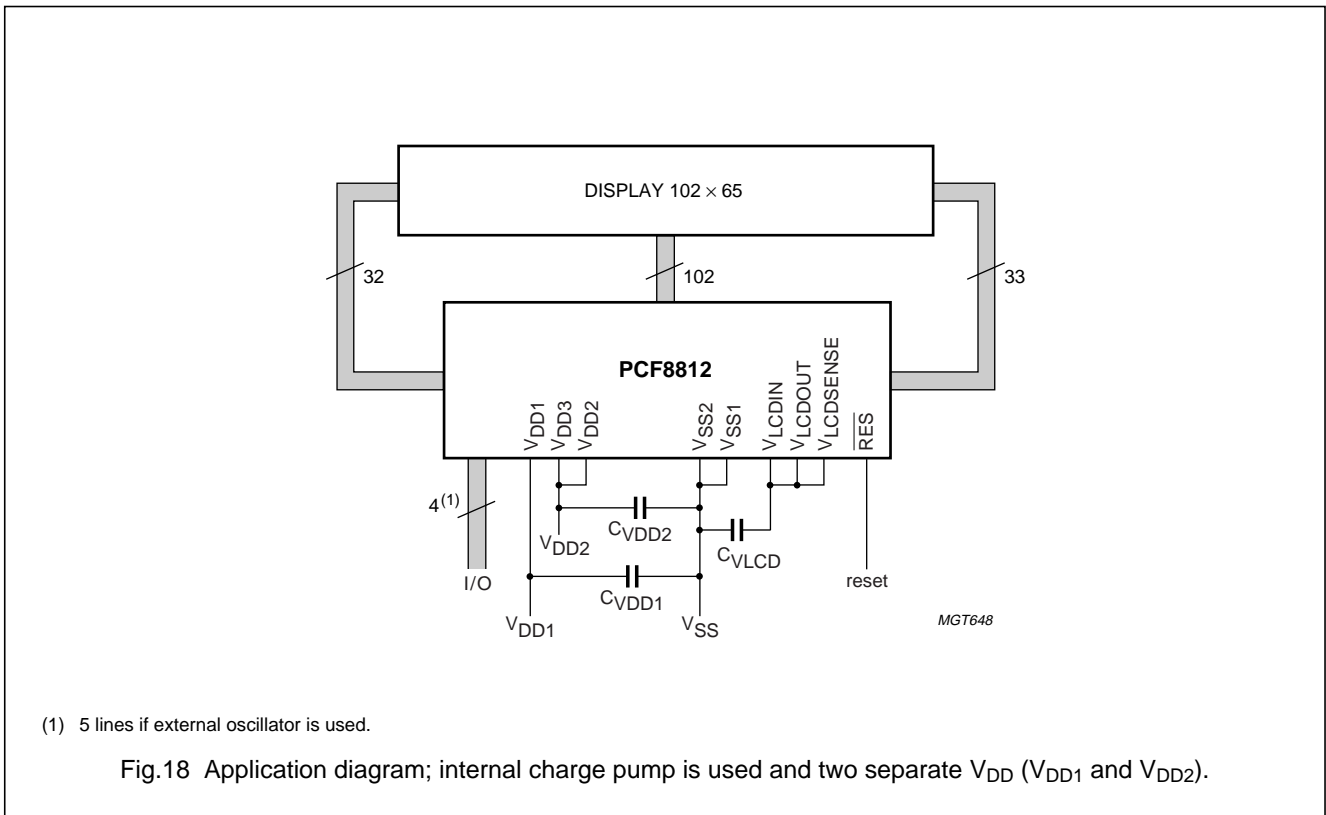 DISPLAY 102 × 65
32
102
33
PCF8812
VDD1
VDD3
VDD2
VSS2
VSS1
VLCDIN
VLCDOUT
VLCDSENSE
RES
4(1)
I/O
VDD2
CVDD2
CVLCD
VDD1
CVDD1
VSS
reset
MGT648
(1) 5 lines if external oscillator is used.
Fig.18 Application diagram; internal charge pump is used and two separate VDD (VDD1 and VDD2).